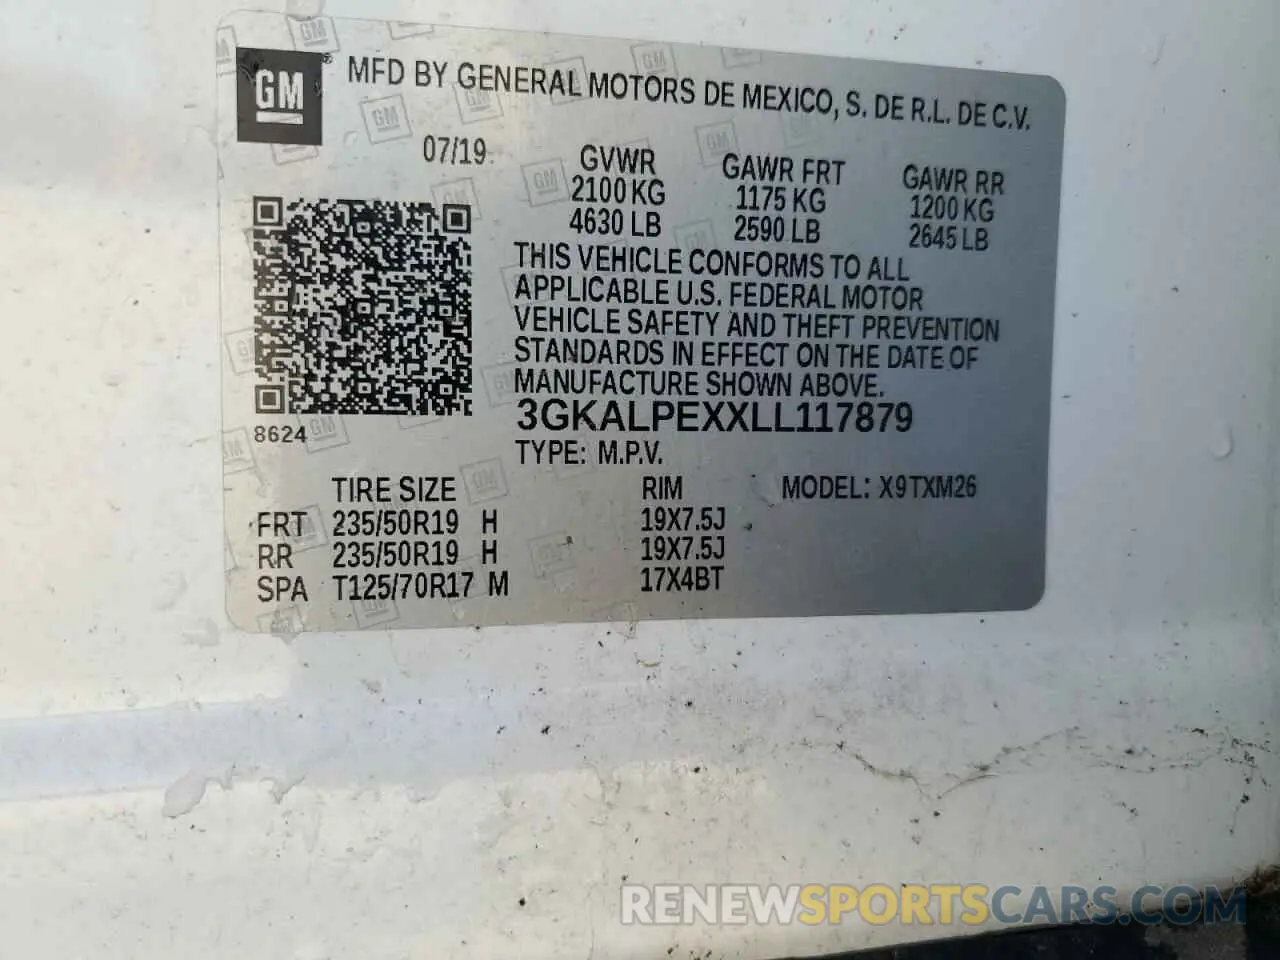 GM
MFD BY GENERAL MOTORS DE MEXICO, S. DE R.L. DE C.V.
07/19
GVWR GAWR FRT GAWR RR
2100 KG 1175 KG 1200 KG
4630 LB 2590 LB 2645 LB
THIS VEHICLE CONFORMS TO ALL
APPLICABLE U.S. FEDERAL MOTOR
VEHICLE SAFETY AND THEFT PREVENTION
STANDARDS IN EFFECT ON THE DATE OF
MANUFACTURE SHOWN ABOVE.
3GKALPEXXLL117879
8624
TYPE: M.P.V.
TIRE SIZE RIM MODEL: X9TXM26
FRT 235/50R19 H 19X7.5J
RR 235/50R19 H 19X7.5J
SPA T125/70R17 M 17X4BT
RENEWSPORTSCARS.COM